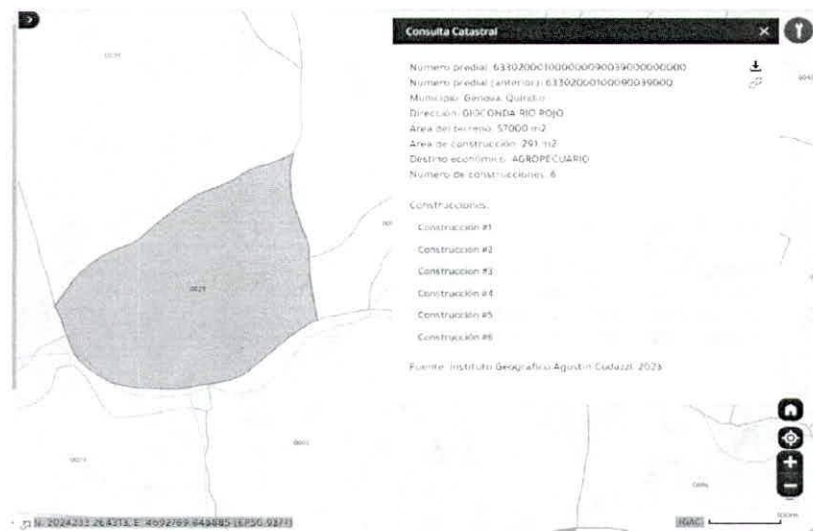 Consulta Catastral
Número predial: 633020001000000090039000000000
Número predial (anterior): 63302000100090039000
Municipio: Génova, Quindío
Dirección: GIOCONDA RIO ROJO
Area del terreno: 57000 m2
Area de construcción: 291 m2
Destino económico: AGROPECUARIO
Número de construcciones: 6
Construcciones:
Construcción #1
Construcción #2
Construcción #3
Construcción #4
Construcción #5
Construcción #6
Fuente: Instituto Geográfico Agustín Codazzi, 2023
IGAC